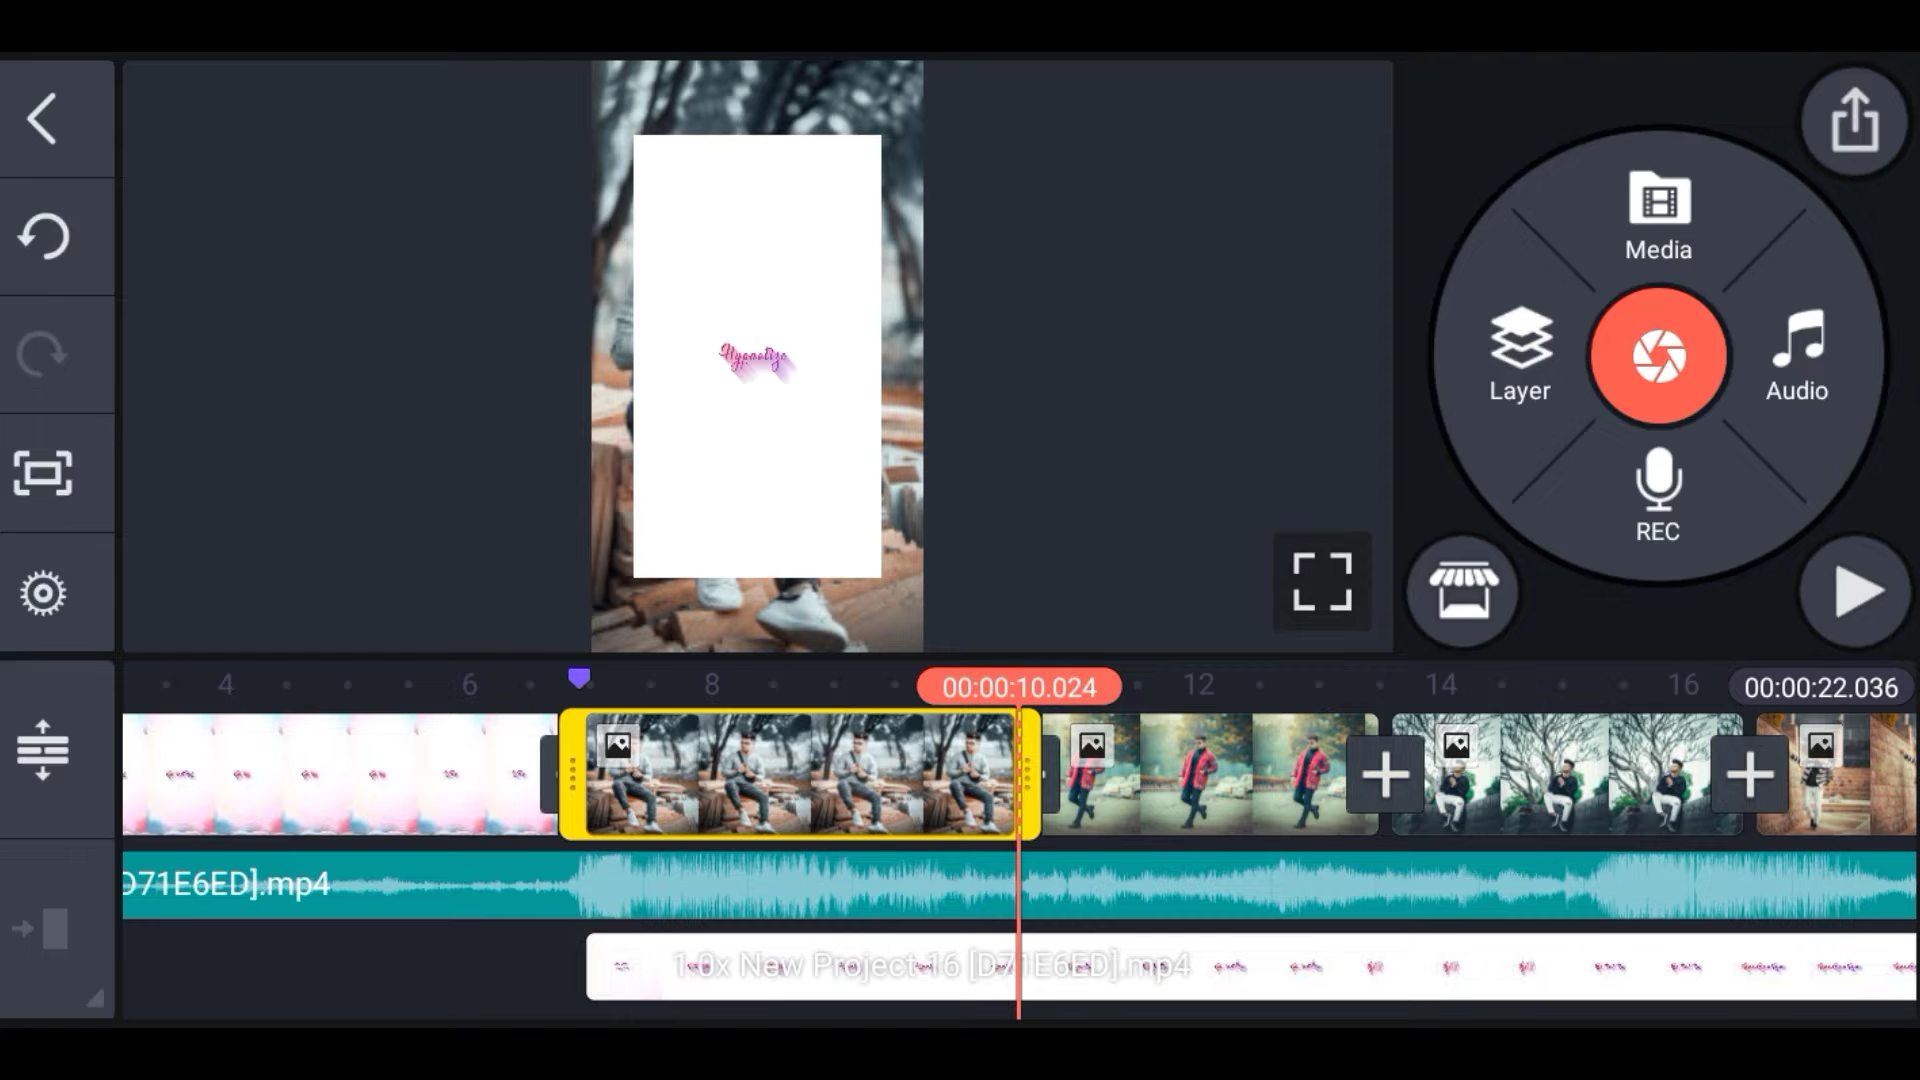 Media
Layer
Audio
REC
Hypnotize
4
6
8
00:00:10.024
12
14
16
00:00:22.036
D71E6ED].mp4
1.0x New Project 16 [D71E6ED].mp4